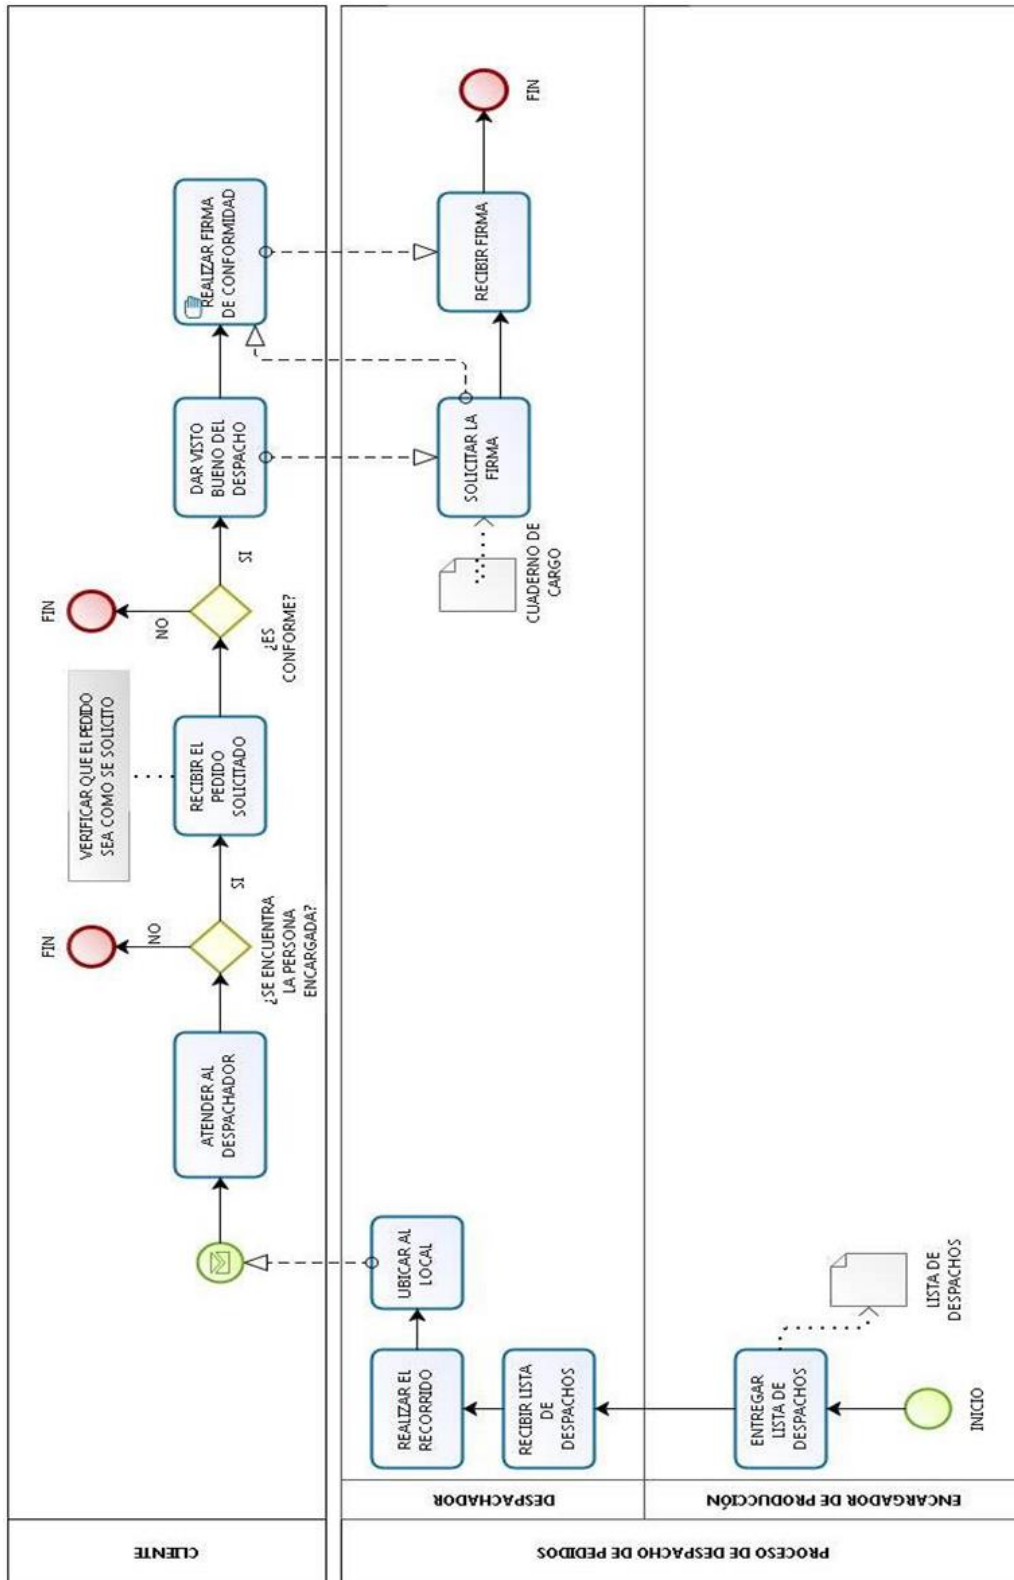 CLIENTE
ATENDER AL
DESPACHADOR
¿SE ENCUENTRA
LA PERSONA
ENCARGADA?
NO
FIN
SI
RECIBIR EL
PEDIDO
SOLICITADO
VERIFICAR QUE EL PEDIDO
SEA COMO SE SOLICITO
¿ES
CONFORME?
NO
FIN
SI
DAR VISTO
BUENO DEL
DESPACHO
REALIZAR FIRMA
DE CONFORMIDAD
PROCESO DE DESPACHO DE PEDIDOS
DESPACHADOR
REALIZAR EL
RECORRIDO
UBICAR AL
LOCAL
RECIBIR LISTA
DE
DESPACHOS
CUADERNO DE
CARGO
SOLICITAR LA
FIRMA
RECIBIR FIRMA
FIN
ENCARGADOR DE PRODUCCIÓN
INICIO
ENTREGAR
LISTA DE
DESPACHOS
LISTA DE
DESPACHOS